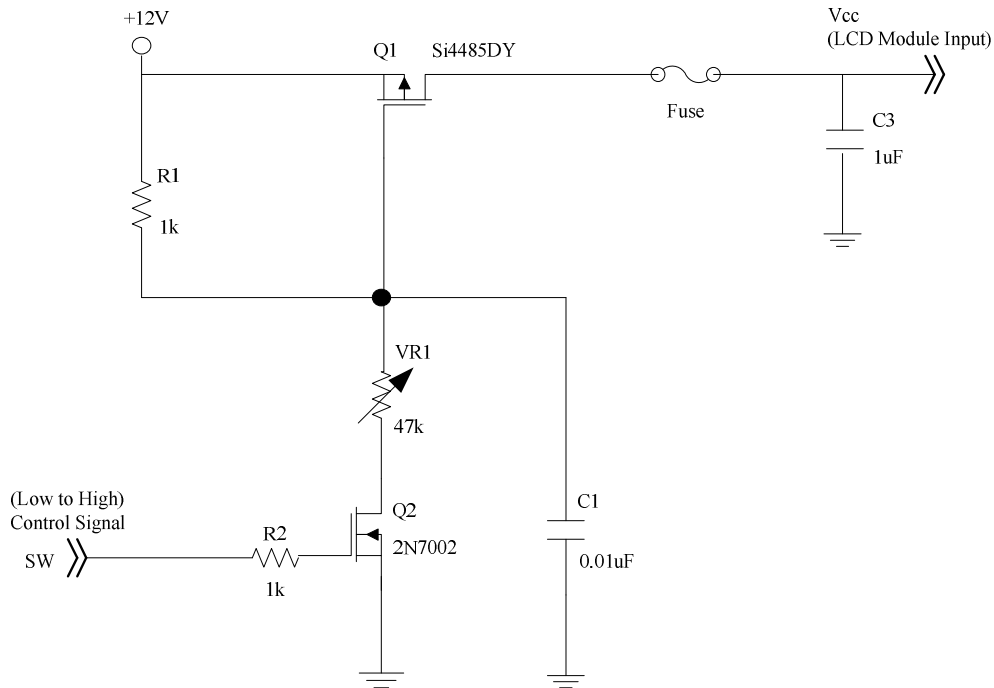 +12V
Q1
Si4485DY
Vcc
(LCD Module Input)
Fuse
C3
1uF
R1
1k
VR1
47k
(Low to High)
Control Signal
SW
R2
1k
Q2
2N7002
C1
0.01uF